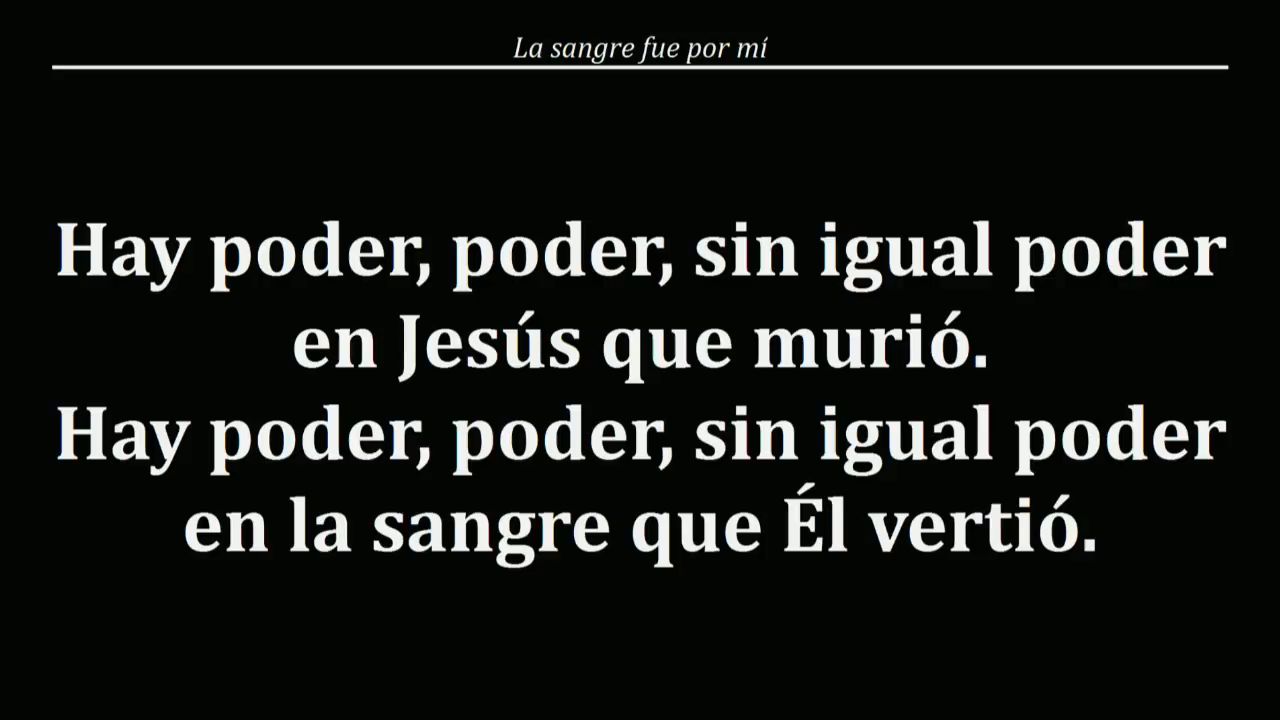 La sangre fue por mí
Hay poder, poder, sin igual poder
en Jesús que murió.
Hay poder, poder, sin igual poder
en la sangre que Él vertió.